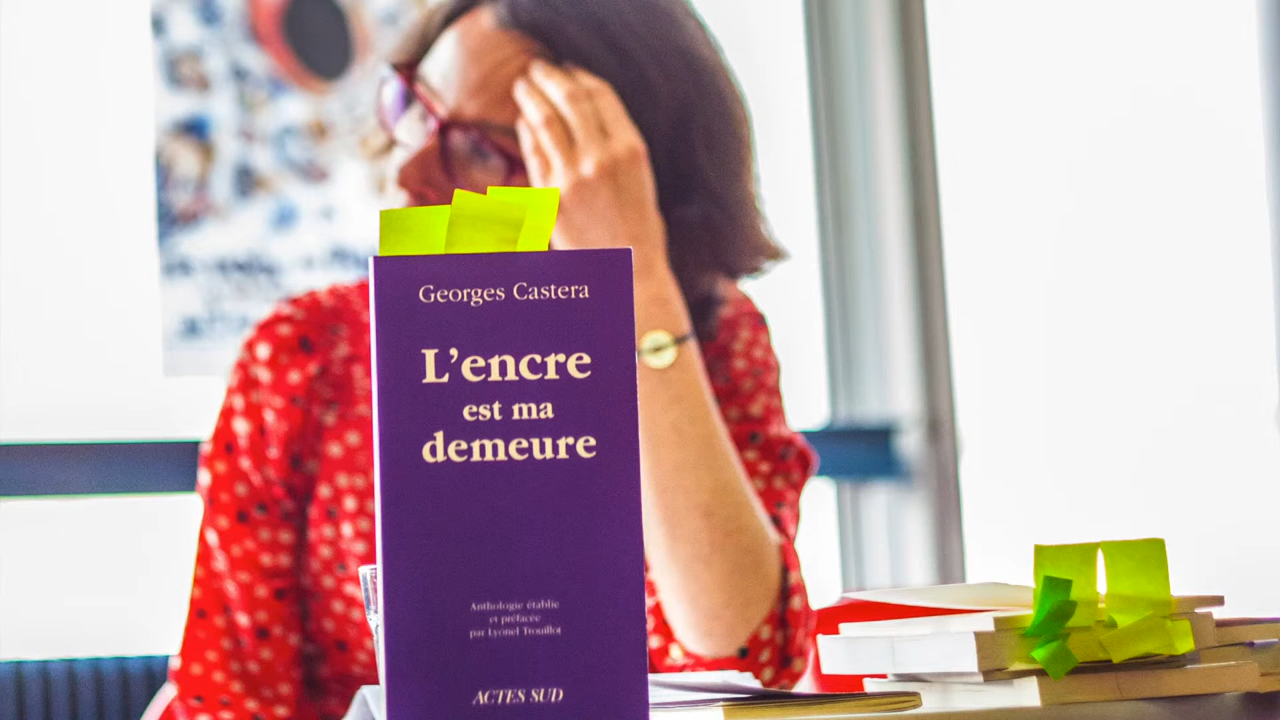 Georges Castera
L'encre
est ma
demeure
Anthologie établie
et préfacée
par Lyonel Trouillot
ACTES SUD